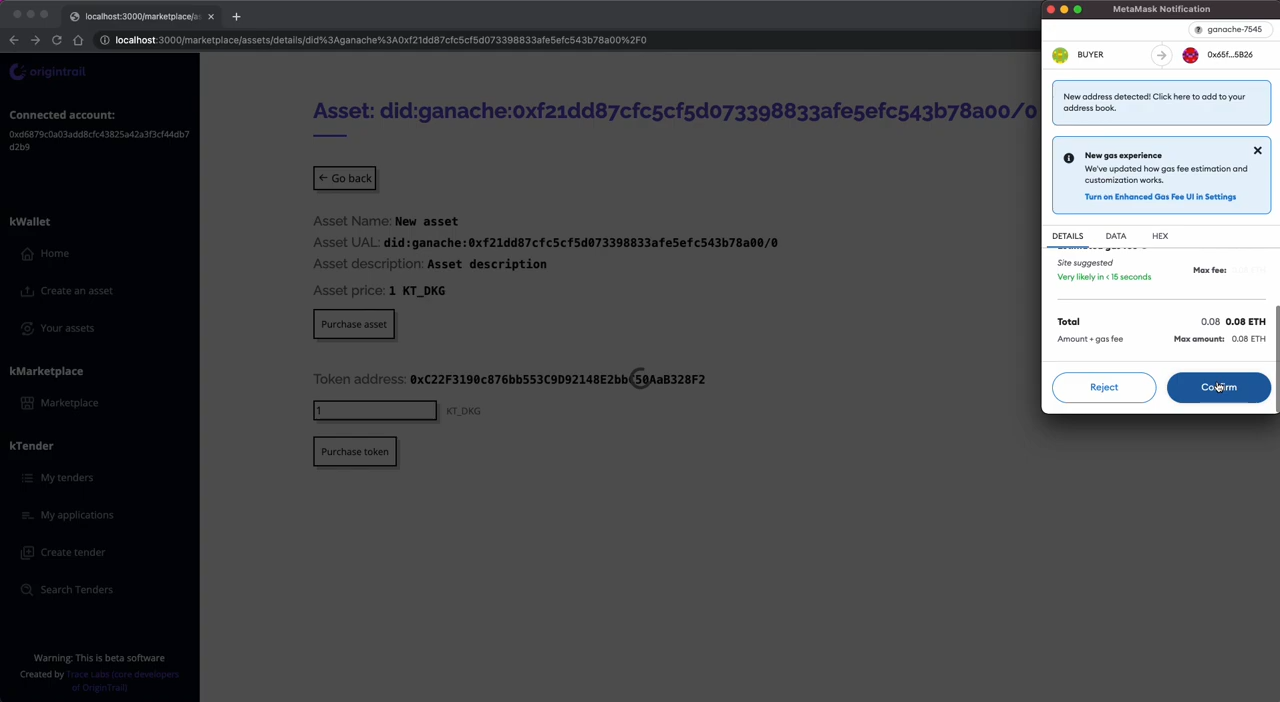 localhost:3000/marketplace/as
localhost:3000/marketplace/assets/details/did%3Aganache%3A0xf21dd87cfc5cf5d073398833afe5efc543b78a00%2F0
origintrail
Connected account:
0xd6879c0a03add8cfc43825a42a3f3cf44db7
d2b9
kWallet
Home
Create an asset
Your assets
kMarketplace
Marketplace
kTender
My tenders
My applications
Create tender
Search Tenders
Warning: This is beta software
Created by Trace Labs (core developers
of OriginTrail)
Asset: did:ganache:0xf21dd87cfc5cf5d073398833afe5efc543b78a00/0
← Go back
Asset Name: New asset
Asset UAL: did:ganache:0xf21dd87cfc5cf5d073398833afe5efc543b78a00/0
Asset description: Asset description
Asset price: 1 KT_DKG
Purchase asset
Token address:
1 KT_DKG
Purchase token
MetaMask Notification
ganache-7545
BUYER
0x65f...5B26
New address detected! Click here to add to your
address book.
New gas experience
We've updated how gas fee estimation and
customization works.
Turn on Enhanced Gas Fee UI in Settings
DETAILS DATA HEX
Site suggested
Very likely in < 15 seconds
Max fee:
Total 0.08 0.08 ETH
Amount + gas fee Max amount: 0.08 ETH
Reject
Confirm